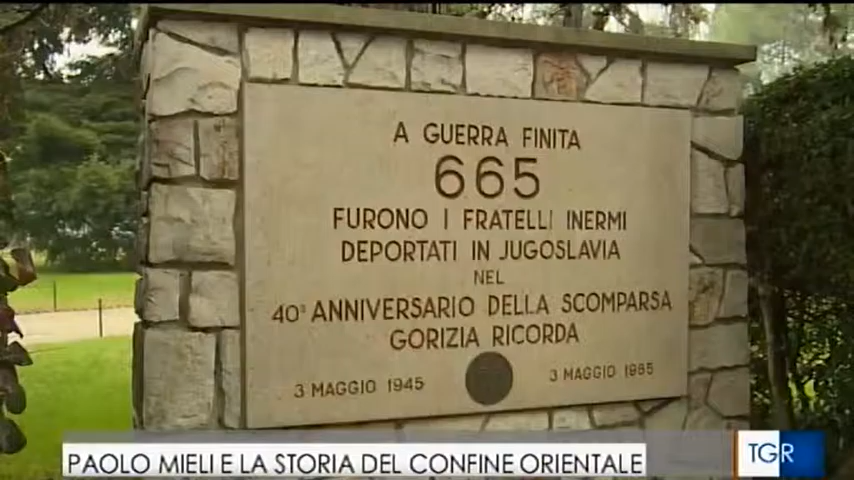 A GUERRA FINITA
665
FURONO I FRATELLI INERMI
DEPORTATI IN JUGOSLAVIA
NEL
40º ANNIVERSARIO DELLA SCOMPARSA
GORIZIA RICORDA
3 MAGGIO 1945 3 MAGGIO 1985
PAOLO MIELI E LA STORIA DEL CONFINE ORIENTALE
TGR